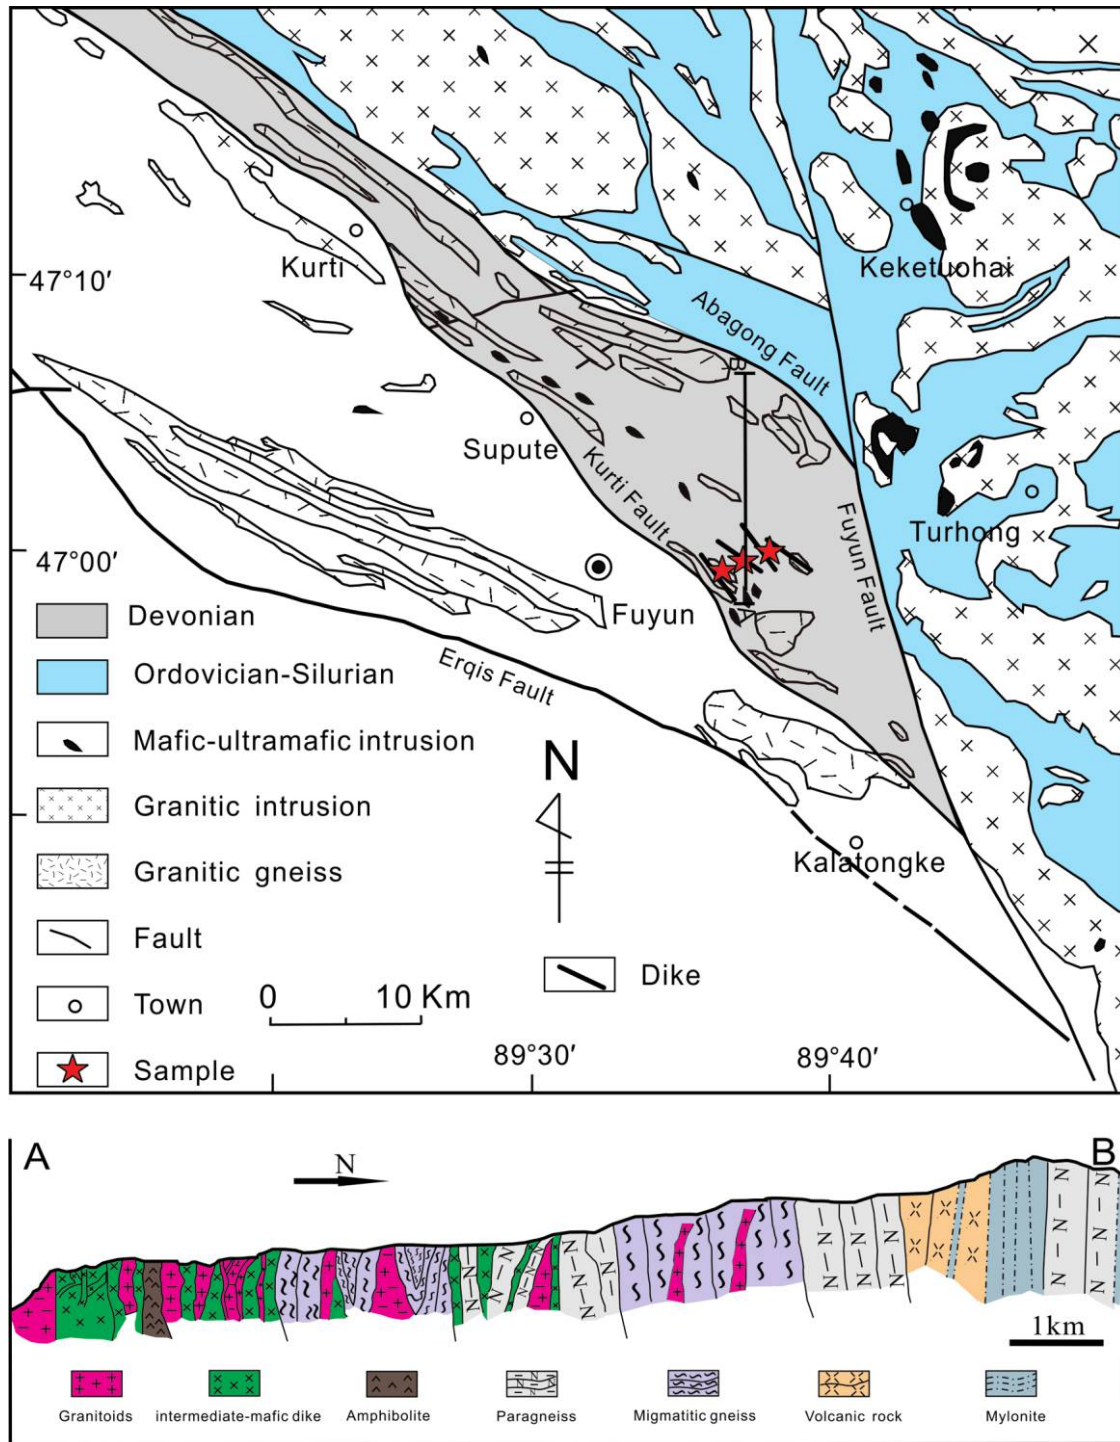 Kurti
Keketuohai
47°10′
Abagong Fault
B
Supute
Kurti Fault
Fuyun Fault
Turhong
47°00′
Fuyun
A
Erqis Fault
Devonian
Ordovician-Silurian
Mafic-ultramafic intrusion
N
Granitic intrusion
Granitic gneiss
Kalatongke
Fault
Dike
Town
0 10 Km
89°30′
89°40′
Sample
A
N
B
1km
Granitoids
intermediate-mafic dike
Amphibolite
Paragneiss
Migmatitic gneiss
Volcanic rock
Mylonite